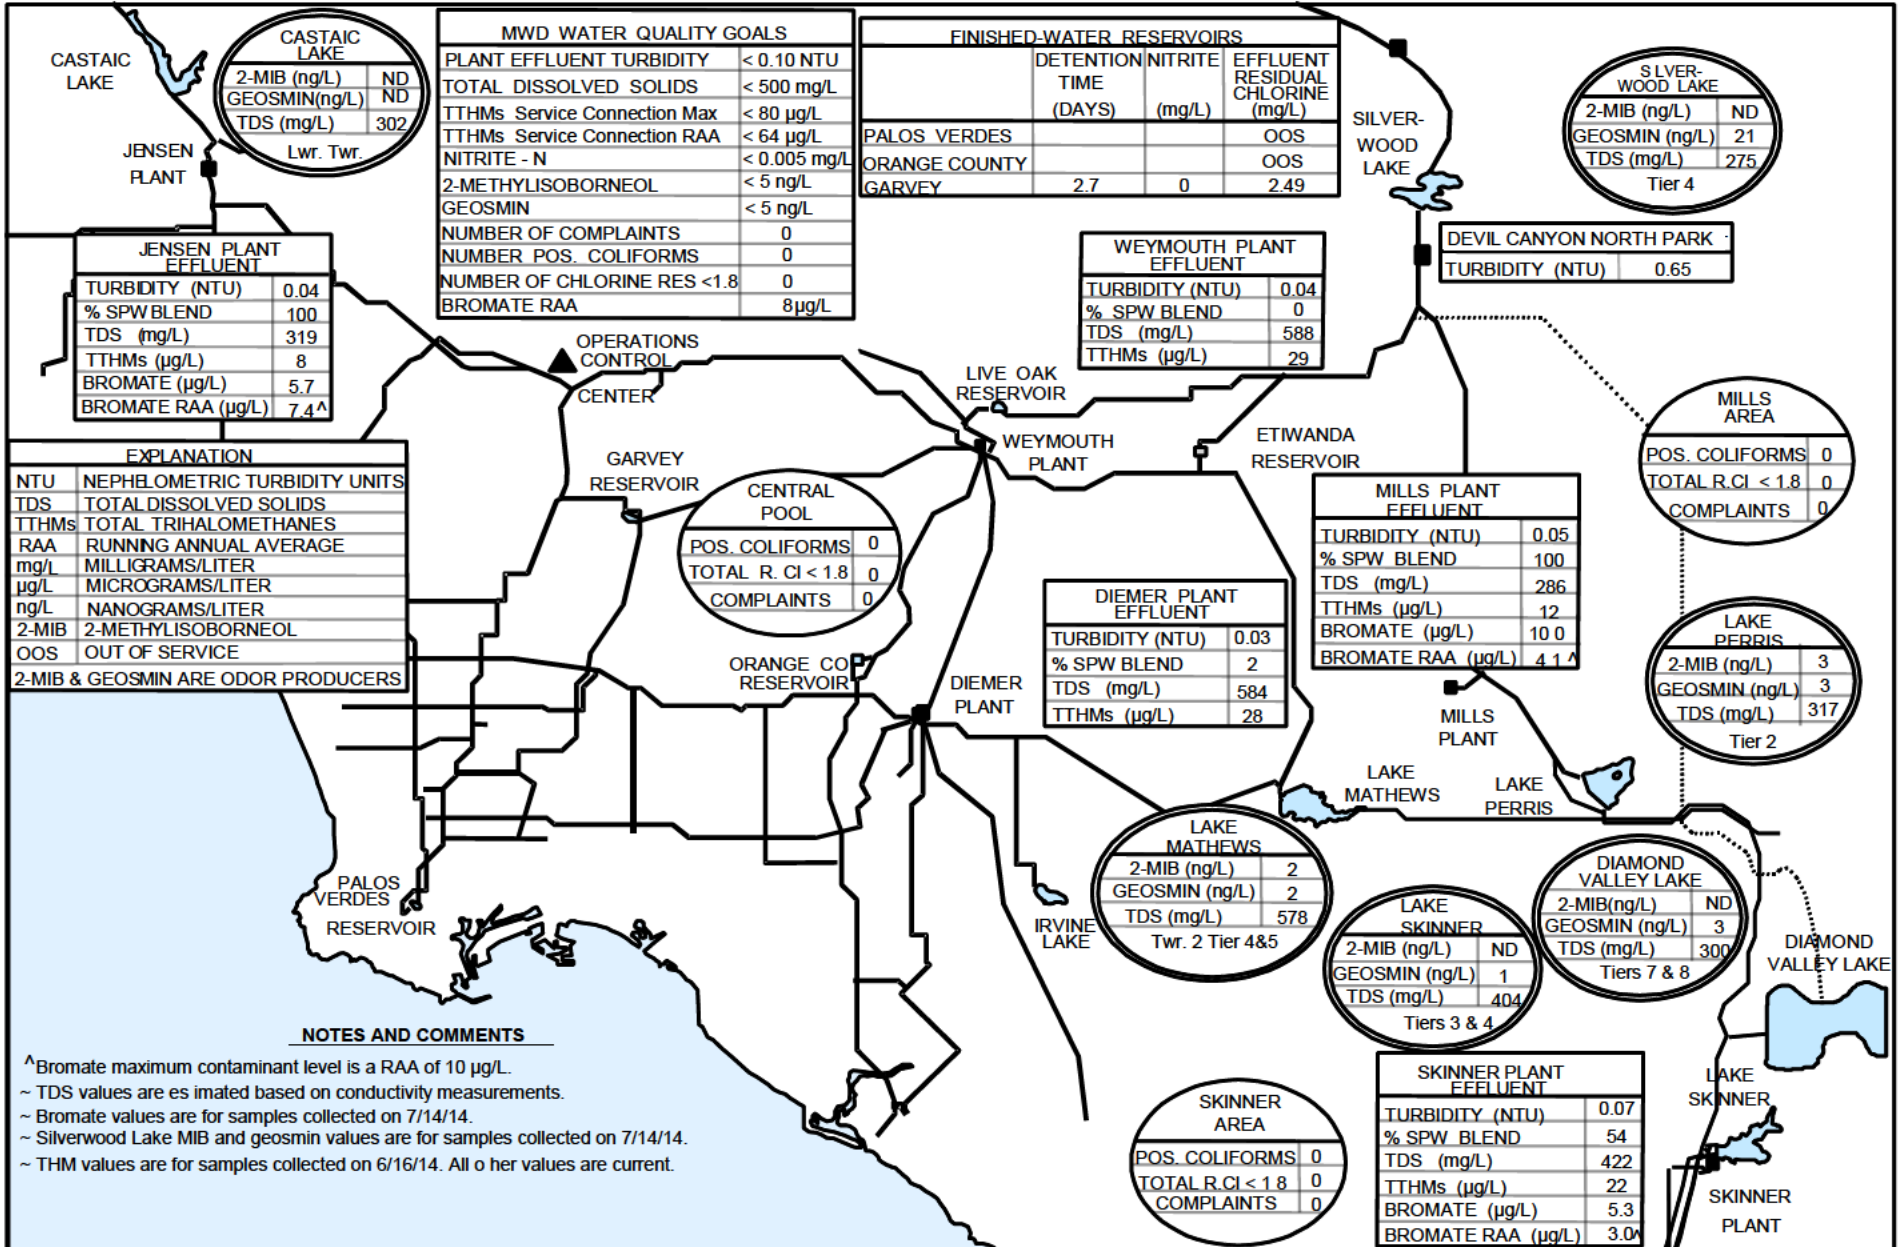 CASTAIC
LAKE
CASTAIC
LAKE
2-MIB (ng/L) ND
GEOSMIN(ng/L) ND
TDS (mg/L) 302
Lwr. Twr.
JENSEN
PLANT
MWD WATER QUALITY GOALS
PLANT EFFLUENT TURBIDITY < 0.10 NTU
TOTAL DISSOLVED SOLIDS < 500 mg/L
TTHMs Service Connection Max < 80 µg/L
TTHMs Service Connection RAA < 64 µg/L
NITRITE - N < 0.005 mg/L
2-METHYLISOBORNEOL < 5 ng/L
GEOSMIN < 5 ng/L
NUMBER OF COMPLAINTS 0
NUMBER POS. COLIFORMS 0
NUMBER OF CHLORINE RES <1.8 0
BROMATE RAA 8µg/L
FINISHED-WATER RESERVOIRS
DETENTION NITRITE EFFLUENT
TIME RESIDUAL
CHLORINE
(DAYS) (mg/L) (mg/L)
PALOS VERDES OOS
ORANGE COUNTY OOS
GARVEY 2.7 0 2.49
SILVER-
WOOD
LAKE
S LVER-
WOOD LAKE
2-MIB (ng/L) ND
GEOSMIN (ng/L) 21
TDS (mg/L) 275
Tier 4
DEVIL CANYON NORTH PARK
TURBIDITY (NTU) 0.65
JENSEN PLANT
EFFLUENT
TURBIDITY (NTU) 0.04
% SPW BLEND 100
TDS (mg/L) 319
TTHMs (µg/L) 8
BROMATE (µg/L) 5.7
BROMATE RAA (µg/L) 7.4^
WEYMOUTH PLANT
EFFLUENT
TURBIDITY (NTU) 0.04
% SPW BLEND 0
TDS (mg/L) 588
TTHMs (µg/L) 29
OPERATIONS
CONTROL
CENTER
LIVE OAK
RESERVOIR
WEYMOUTH
PLANT
ETIWANDA
RESERVOIR
MILLS
AREA
POS. COLIFORMS 0
TOTAL R.CI < 1.8 0
COMPLAINTS 0
EXPLANATION
NTU NEPHELOMETRIC TURBIDITY UNITS
TDS TOTAL DISSOLVED SOLIDS
TTHMs TOTAL TRIHALOMETHANES
RAA RUNNING ANNUAL AVERAGE
mg/L MILLIGRAMS/LITER
µg/L MICROGRAMS/LITER
ng/L NANOGRAMS/LITER
2-MIB 2-METHYLISOBORNEOL
OOS OUT OF SERVICE
2-MIB & GEOSMIN ARE ODOR PRODUCERS
GARVEY
RESERVOIR
CENTRAL
POOL
POS. COLIFORMS 0
TOTAL R. CI < 1.8 0
COMPLAINTS 0
MILLS PLANT
EFFLUENT
TURBIDITY (NTU) 0.05
% SPW BLEND 100
TDS (mg/L) 286
TTHMs (µg/L) 12
BROMATE (µg/L) 10 0
BROMATE RAA (µg/L) 4 1 ^
DIEMER PLANT
EFFLUENT
TURBIDITY (NTU) 0.03
% SPW BLEND 2
TDS (mg/L) 584
TTHMs (µg/L) 28
LAKE
PERRIS
2-MIB (ng/L) 3
GEOSMIN (ng/L) 3
TDS (mg/L) 317
Tier 2
ORANGE CO
RESERVOIR
DIEMER
PLANT
MILLS
PLANT
LAKE
MATHEWS
LAKE
PERRIS
LAKE
MATHEWS
2-MIB (ng/L) 2
GEOSMIN (ng/L) 2
TDS (mg/L) 578
Twr. 2 Tier 4&5
DIAMOND
VALLEY LAKE
2-MIB(ng/L) ND
GEOSMIN (ng/L) 3
TDS (mg/L) 300
Tiers 7 & 8
PALOS
VERDES
RESERVOIR
IRVINE
LAKE
LAKE
SKINNER
2-MIB (ng/L) ND
GEOSMIN (ng/L) 1
TDS (mg/L) 404
Tiers 3 & 4
DIAMOND
VALLEY LAKE
NOTES AND COMMENTS
^Bromate maximum contaminant level is a RAA of 10 µg/L.
~ TDS values are es imated based on conductivity measurements.
~ Bromate values are for samples collected on 7/14/14.
~ Silverwood Lake MIB and geosmin values are for samples collected on 7/14/14.
~ THM values are for samples collected on 6/16/14. All o her values are current.
SKINNER
AREA
POS. COLIFORMS 0
TOTAL R.CI < 1 8 0
COMPLAINTS 0
SKINNER PLANT
EFFLUENT
TURBIDITY (NTU) 0.07
% SPW BLEND 54
TDS (mg/L) 422
TTHMs (µg/L) 22
BROMATE (µg/L) 5.3
BROMATE RAA (µg/L) 3.0^
LAKE
SKINNER
SKINNER
PLANT